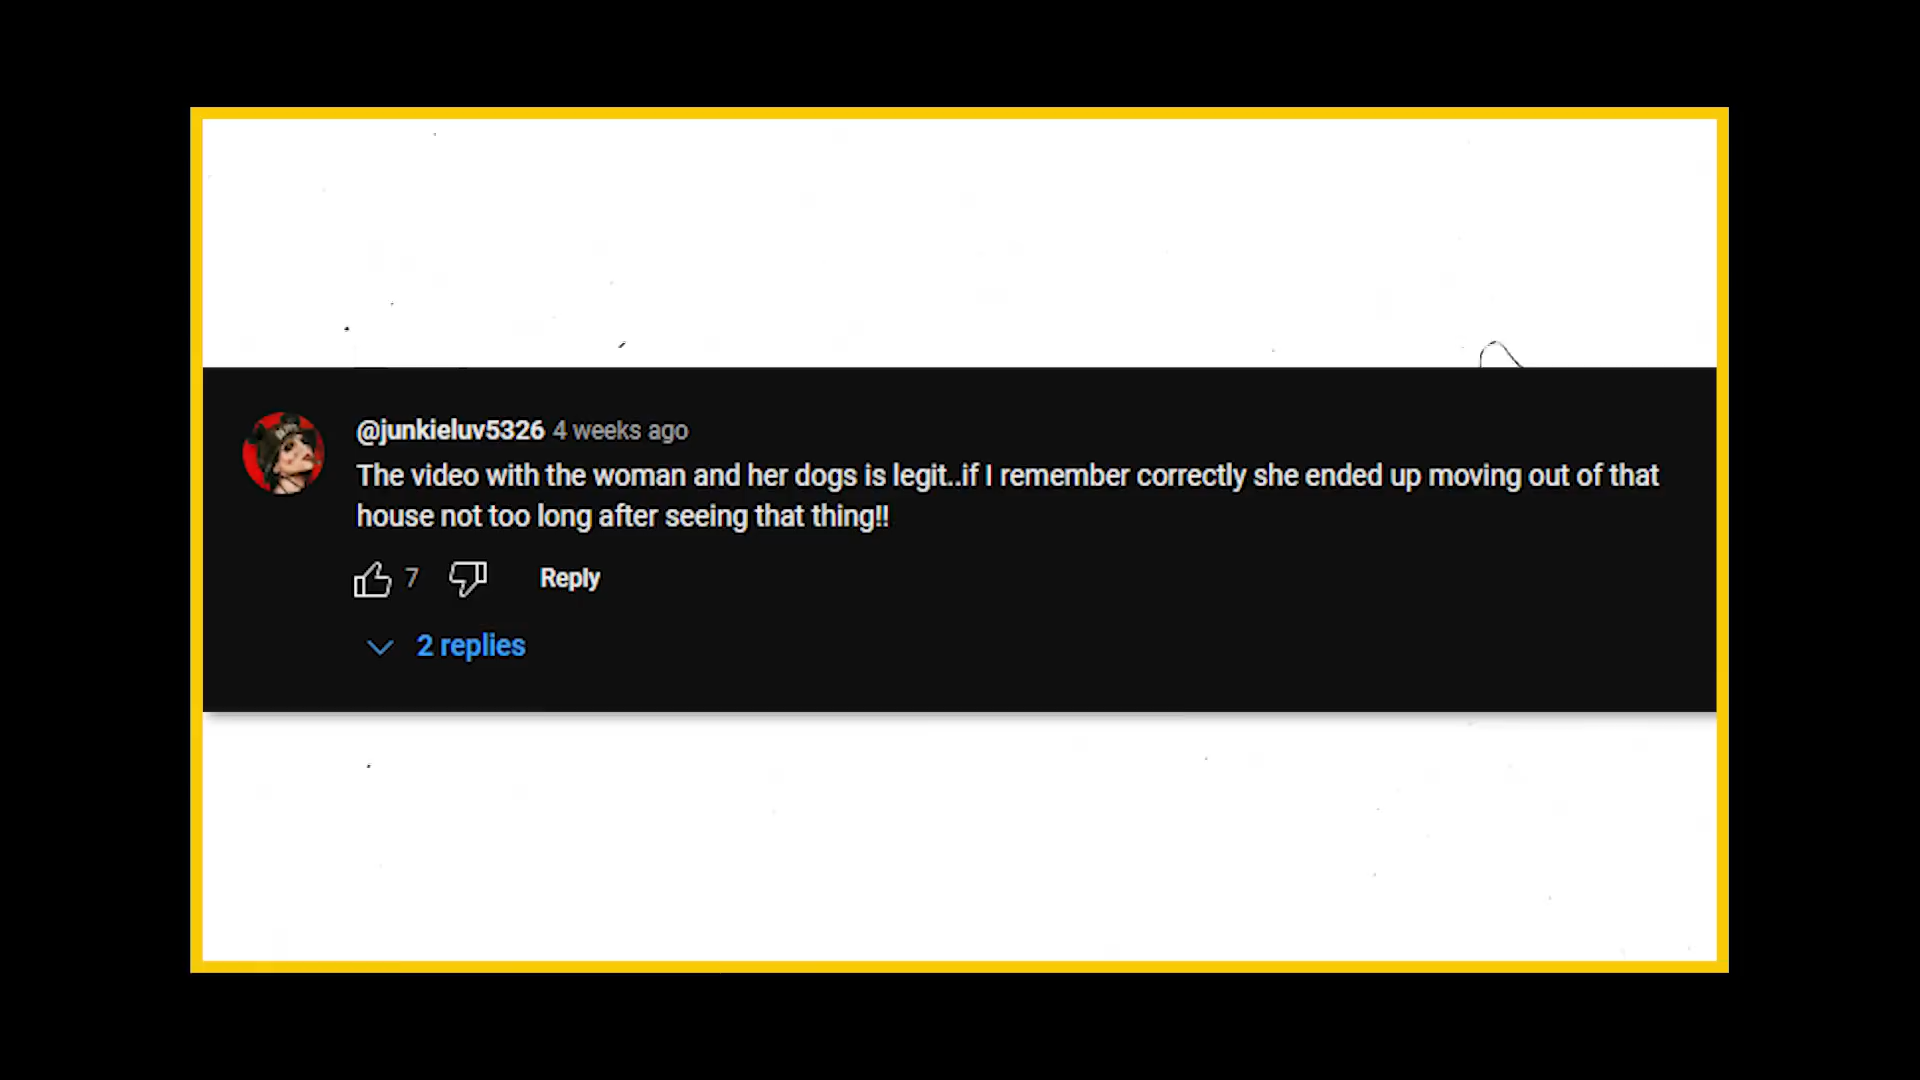 @junkieluv5326 4 weeks ago
The video with the woman and her dogs is legit..if I remember correctly she ended up moving out of that
house not too long after seeing that thing!!
7 Reply
2 replies